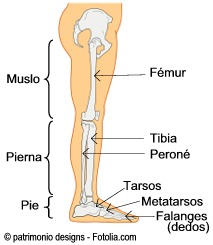 Muslo
Fémur
Tibia
Pierna
Peroné
Tarsos
Pie
Metatarsos
Falanges
(dedos)
© patrimonio designs - Fotolia.com